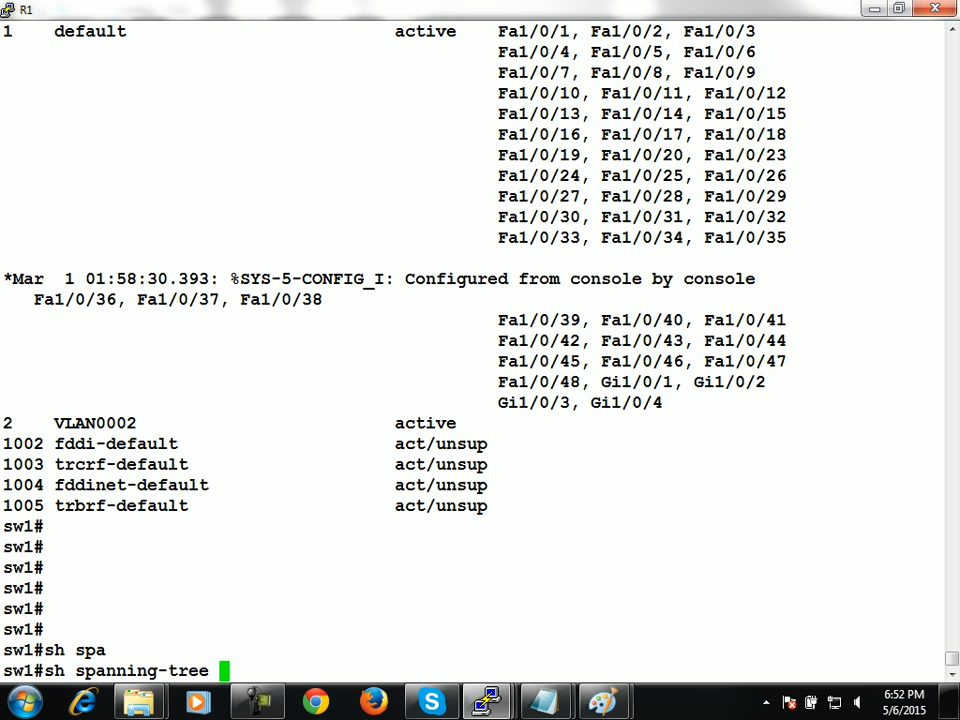 R1
1    default                          active    Fa1/0/1, Fa1/0/2, Fa1/0/3
                                                Fa1/0/4, Fa1/0/5, Fa1/0/6
                                                Fa1/0/7, Fa1/0/8, Fa1/0/9
                                                Fa1/0/10, Fa1/0/11, Fa1/0/12
                                                Fa1/0/13, Fa1/0/14, Fa1/0/15
                                                Fa1/0/16, Fa1/0/17, Fa1/0/18
                                                Fa1/0/19, Fa1/0/20, Fa1/0/23
                                                Fa1/0/24, Fa1/0/25, Fa1/0/26
                                                Fa1/0/27, Fa1/0/28, Fa1/0/29
                                                Fa1/0/30, Fa1/0/31, Fa1/0/32
                                                Fa1/0/33, Fa1/0/34, Fa1/0/35
*Mar  1 01:58:30.393: %SYS-5-CONFIG_I: Configured from console by console
   Fa1/0/36, Fa1/0/37, Fa1/0/38
                                                Fa1/0/39, Fa1/0/40, Fa1/0/41
                                                Fa1/0/42, Fa1/0/43, Fa1/0/44
                                                Fa1/0/45, Fa1/0/46, Fa1/0/47
                                                Fa1/0/48, Gi1/0/1, Gi1/0/2
                                                Gi1/0/3, Gi1/0/4
2    VLAN0002                         active
1002 fddi-default                     act/unsup
1003 trcrf-default                    act/unsup
1004 fddinet-default                  act/unsup
1005 trbrf-default                    act/unsup
sw1#
sw1#
sw1#
sw1#
sw1#
sw1#
sw1#sh spa
sw1#sh spanning-tree
6:52 PM
5/6/2015